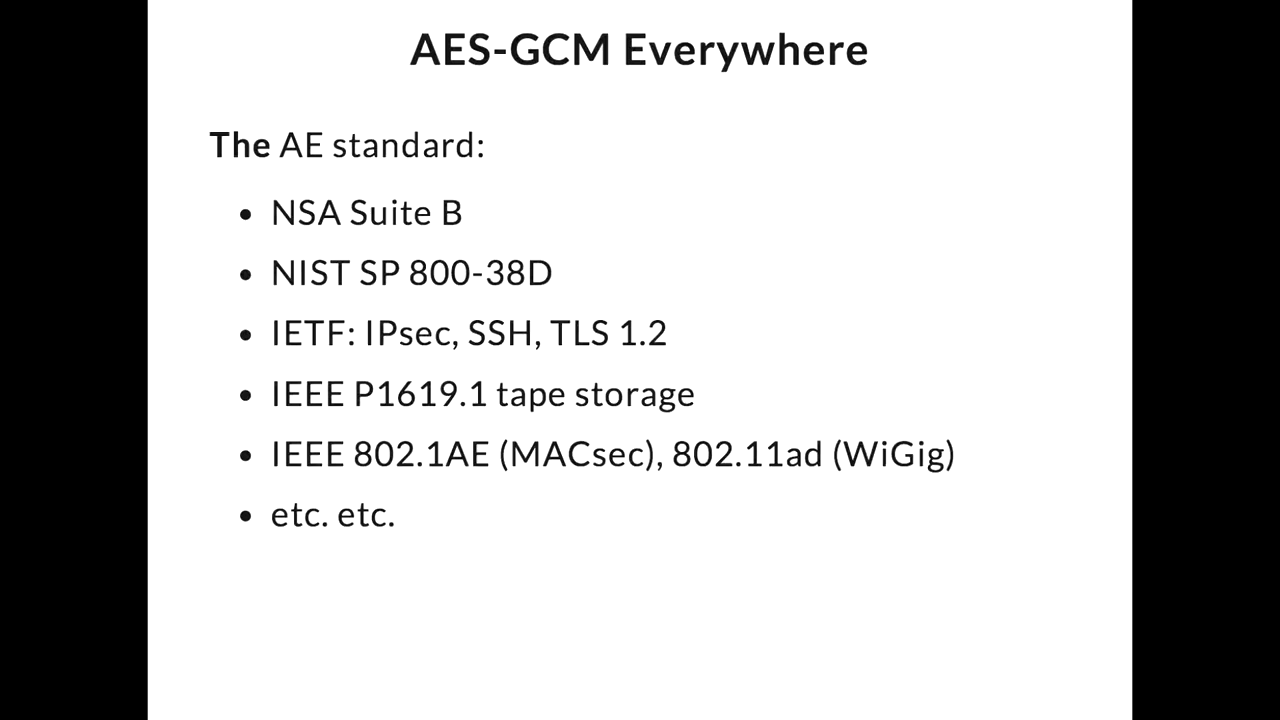 AES-GCM Everywhere
The AE standard:
• NSA Suite B
• NIST SP 800-38D
• IETF: IPsec, SSH, TLS 1.2
• IEEE P1619.1 tape storage
• IEEE 802.1AE (MACsec), 802.11ad (WiGig)
• etc. etc.